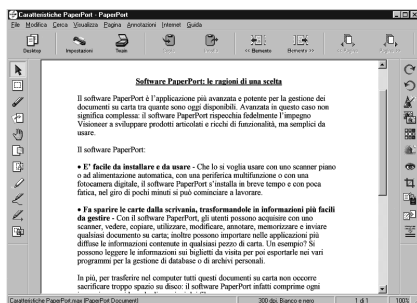 Caratteristiche PaperPort - PaperPort
File Modifica Cerca Visualizza Pagina Annotazioni Internet Guida
Desktop Impostazioni Team << Elemento Elemento >>
Software PaperPort: le ragioni di una scelta
Il software PaperPort è l'applicazione più avanzata e potente per la gestione dei
documenti su carta tra quante sono oggi disponibili. Avanzata in questo caso non
significa complessa: il software PaperPort rispecchia fedelmente l'impegno
Visioneer a sviluppare prodotti articolati e ricchi di funzionalità, ma semplici da
usare.
Il software PaperPort:
• E' facile da installare e da usare - Che lo si voglia usare con uno scanner piano
o ad alimentazione automatica, con una periferica multifunzione o con una
fotocamera digitale, il software PaperPort s'installa in breve tempo e con poca
fatica, nel giro di pochi minuti si può cominciare a lavorare.
• Fa sparire le carte dalla scrivania, trasformandole in informazioni più facili
da gestire - Con il software PaperPort, gli utenti possono acquisire con uno
scanner, vedere, copiare, utilizzare, modificare, annotare, memorizzare e inviare
qualsiasi documento su carta; inoltre possono importare nelle applicazioni più
diffuse le informazioni contenute in qualsiasi pezzo di carta. Un esempio? Si
possono leggere le informazioni sui biglietti da visita per poi esportarle nei vari
programmi per la gestione di database o di archivi personali.
In più, per trasferire nel computer tutti questi documenti su carta non occorre
sacrificare troppo spazio su disco: il software PaperPort infatti comprime ogni
Caratteristiche PaperPort.max (PaperPort Document) 300 dpi, Bianco e nero 1 di 1 100%